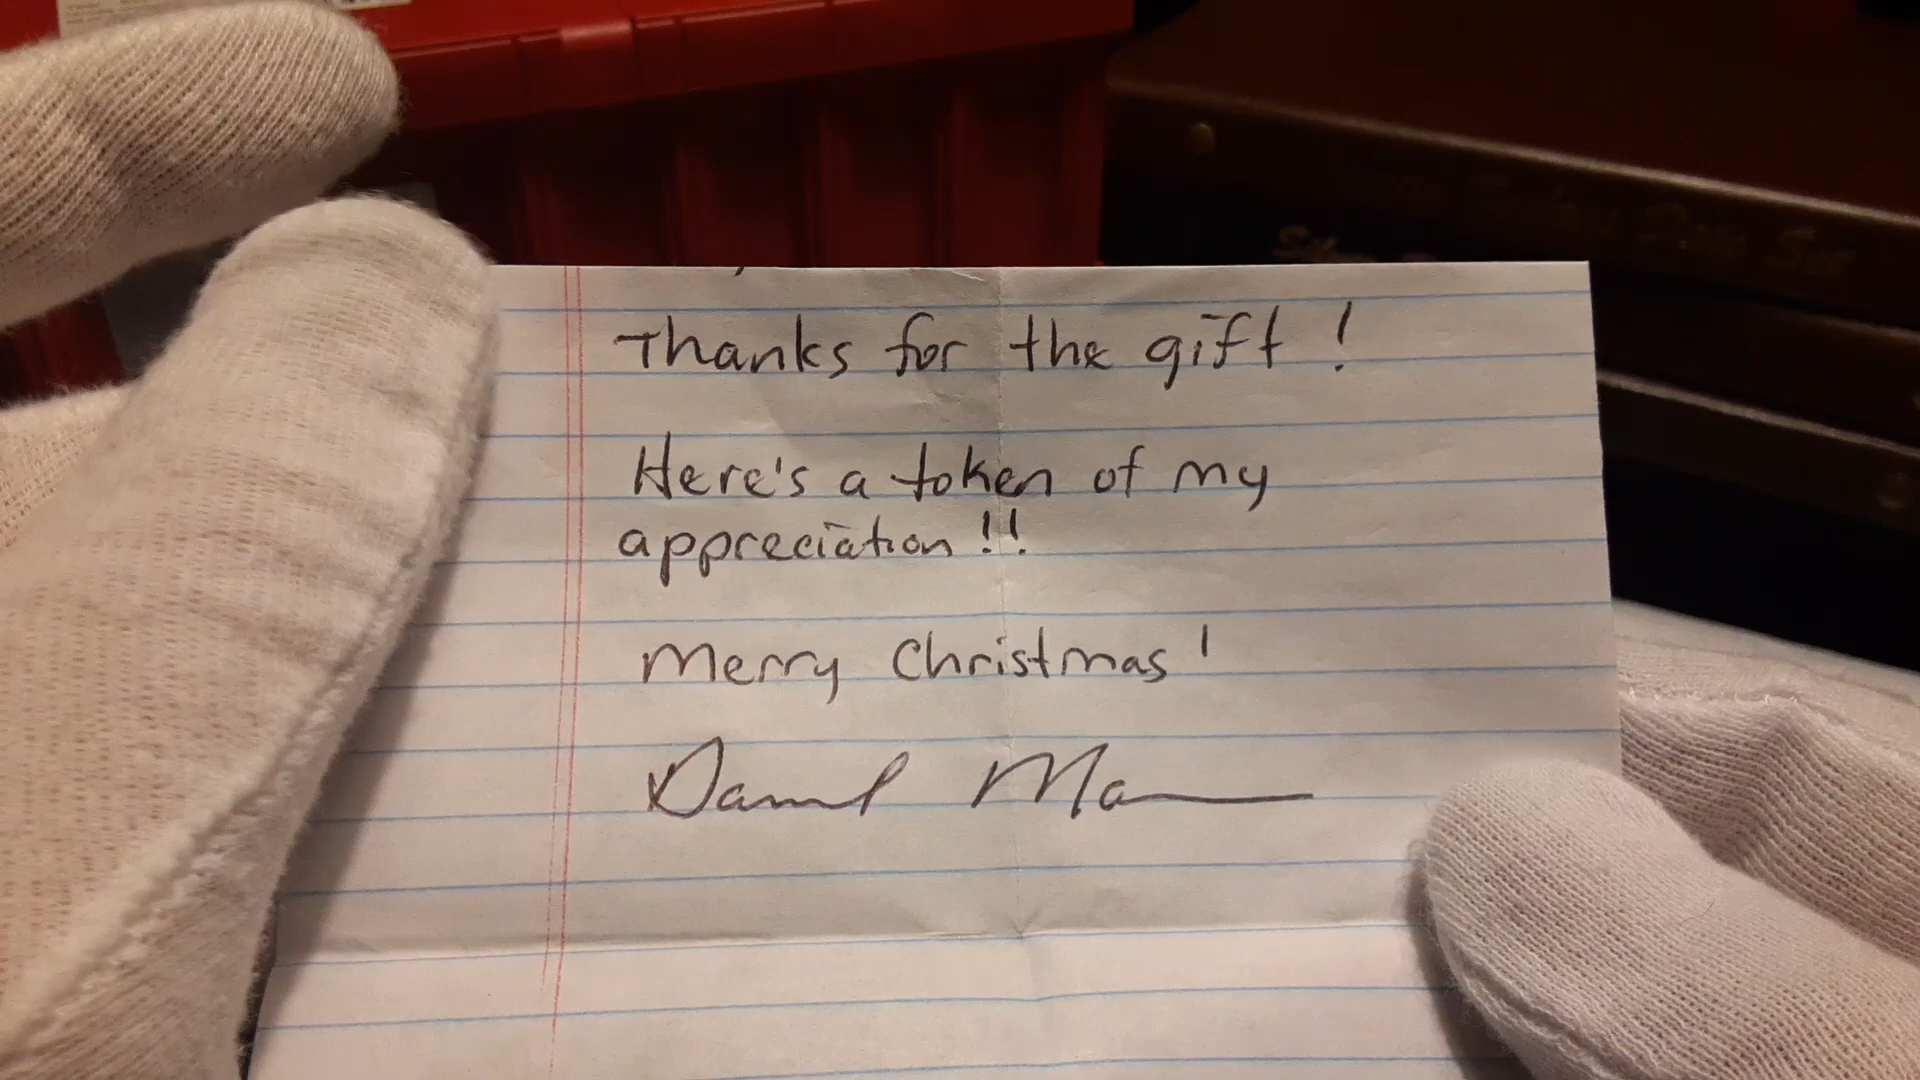 Thanks for the gift!
Here's a token of my
appreciation!!
Merry Christmas!